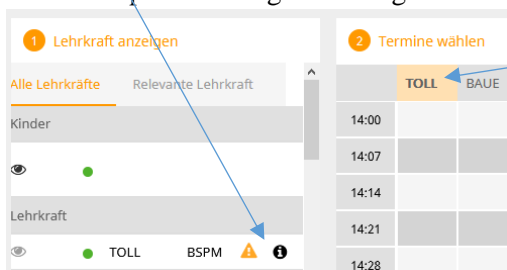 1 Lehrkraft anzeigen
Alle Lehrkräfte Relevante Lehrkraft
Kinder
Lehrkraft
TOLL BSPM
2 Termine wählen
TOLL BAUE
14:00
14:07
14:14
14:21
14:28